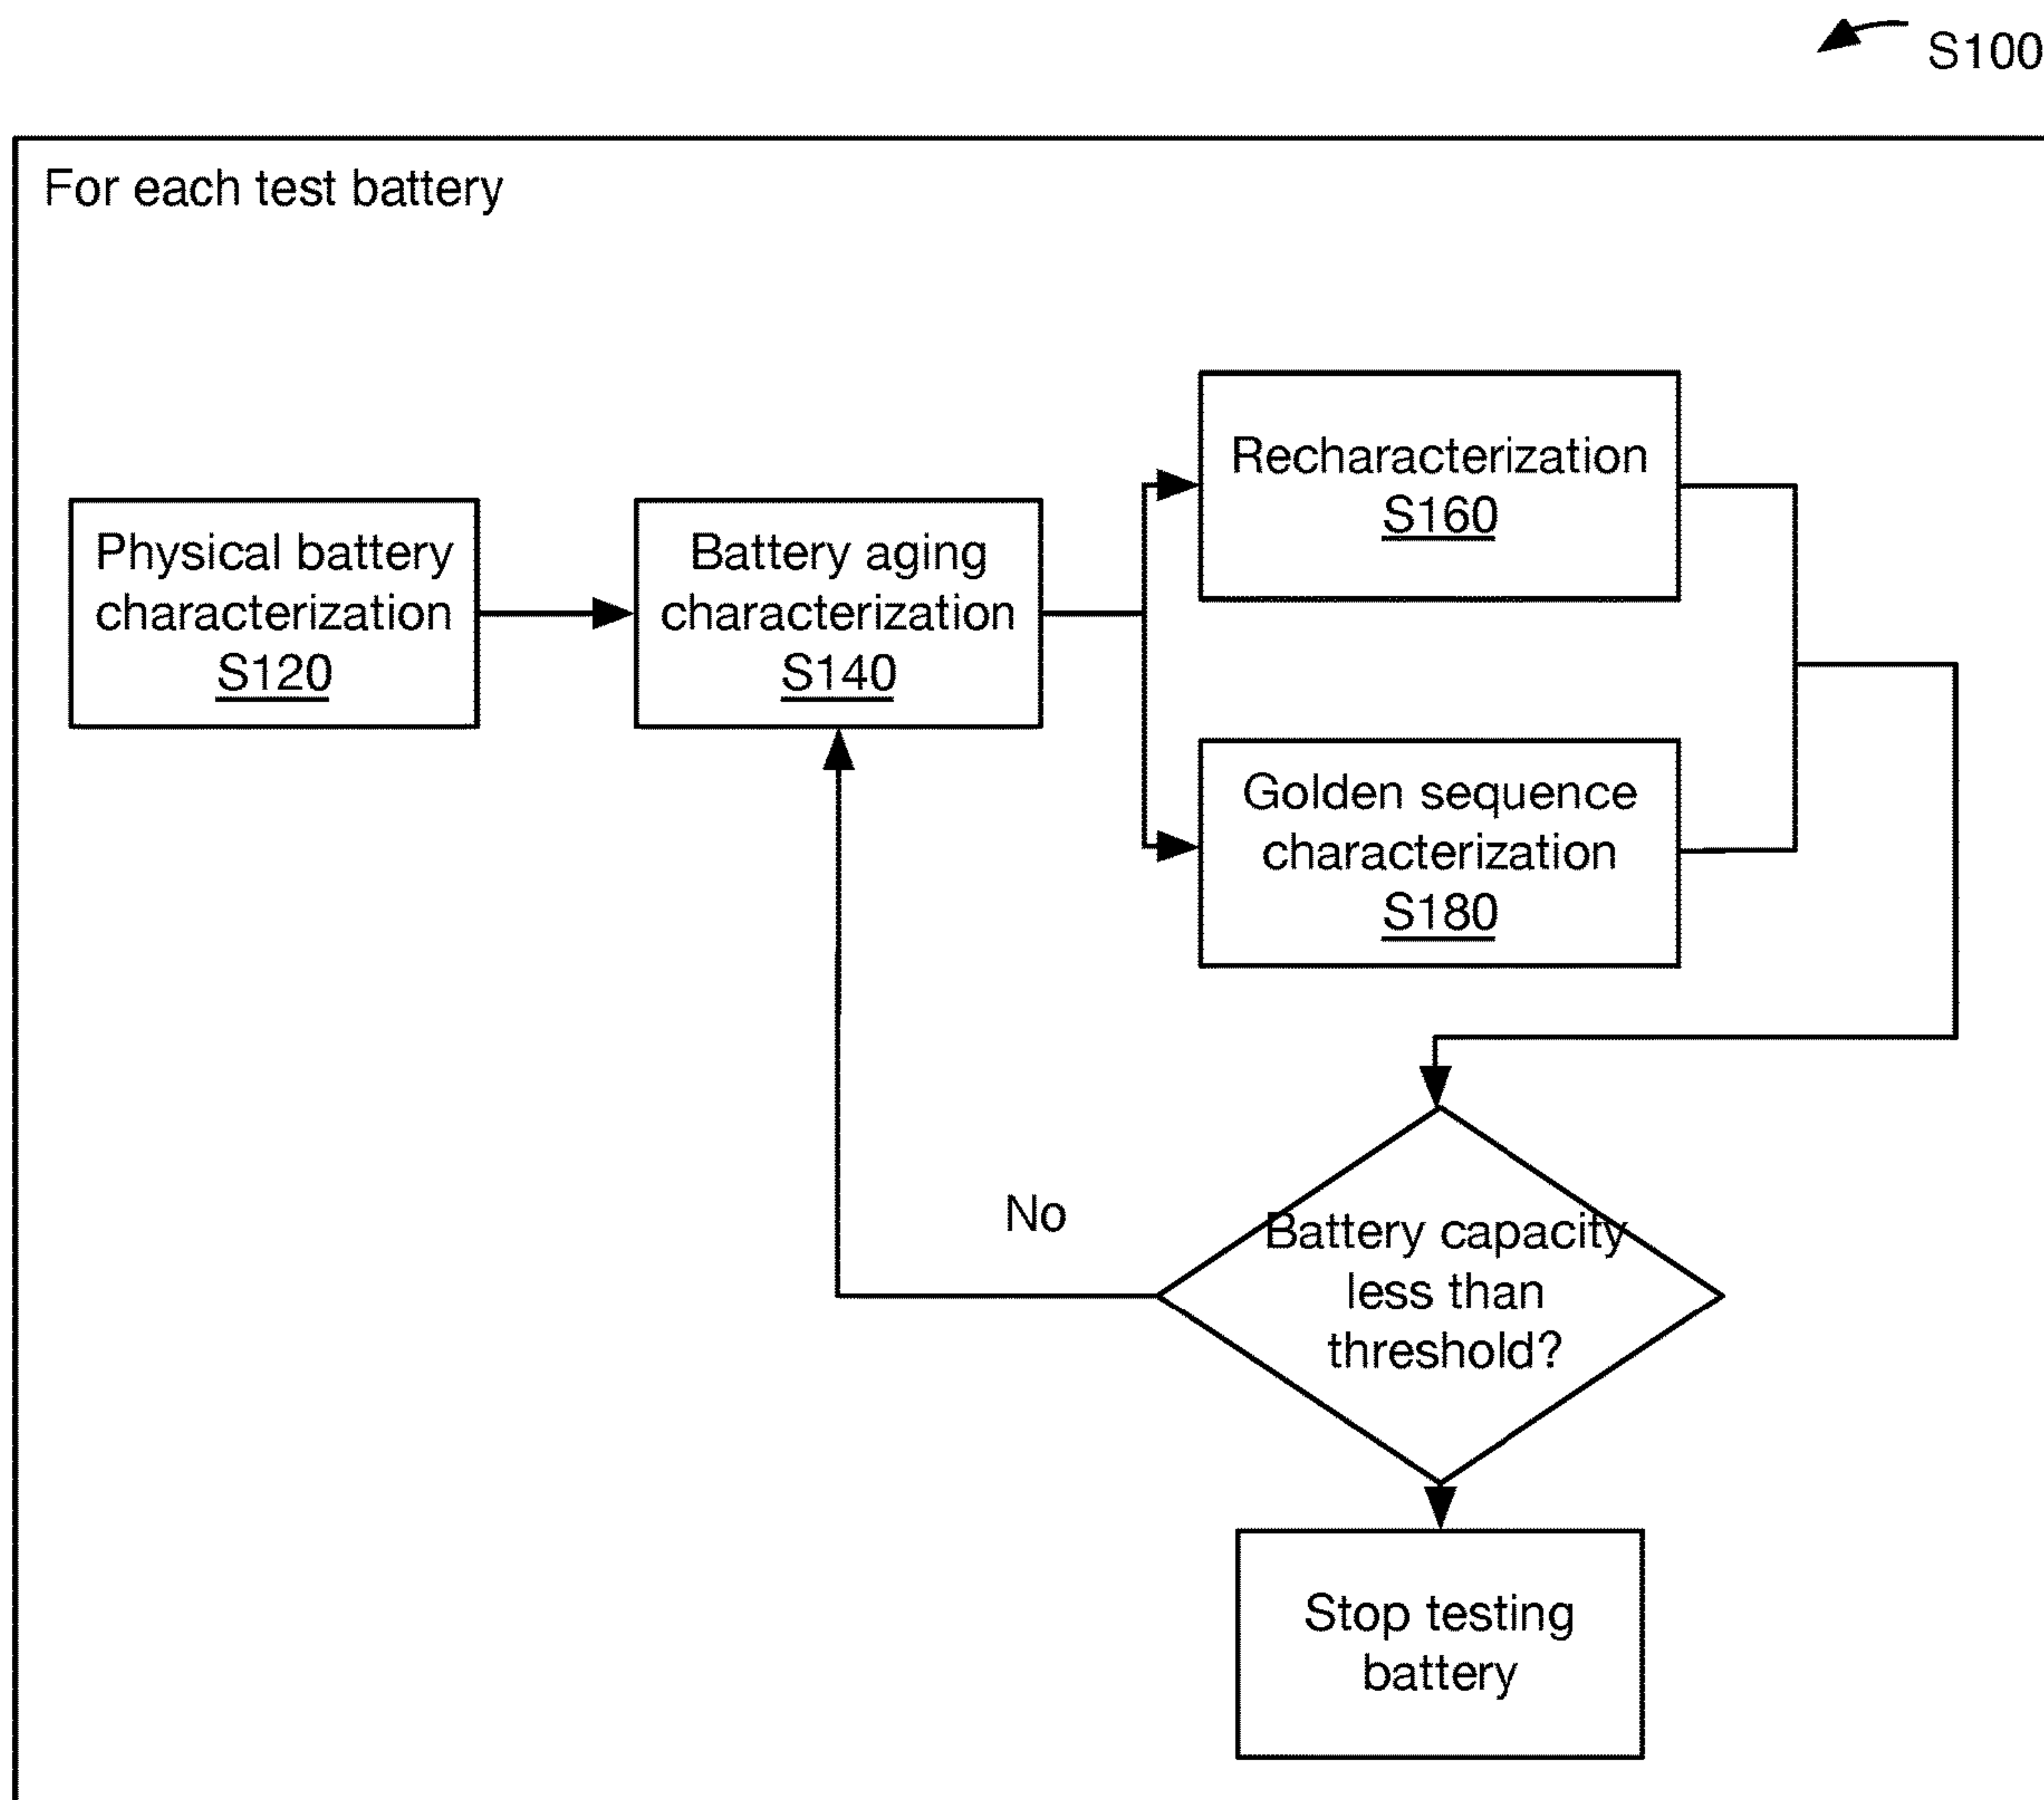 S100
For each test battery
Physical battery
characterization
S120
Battery aging
characterization
S140
Recharacterization
S160
Golden sequence
characterization
S180
No
Battery capacity
less than
threshold?
Stop testing
battery